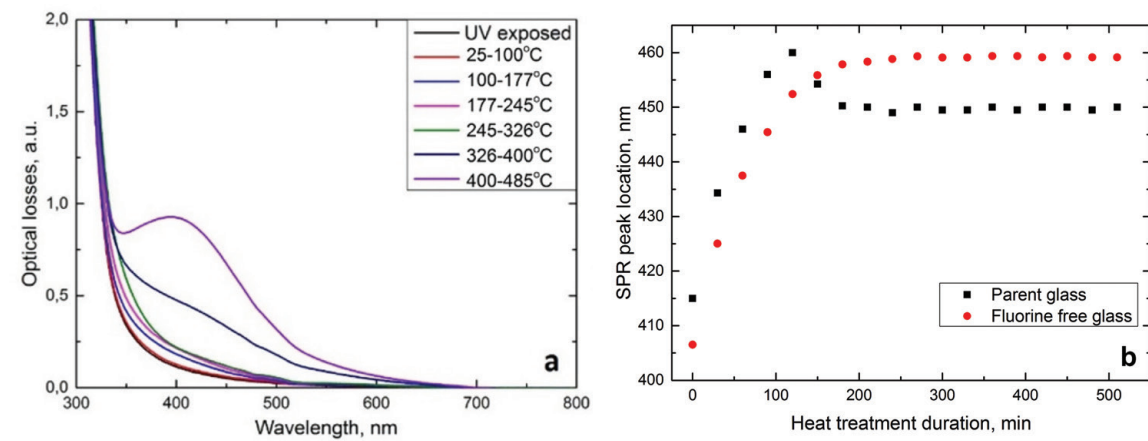 2,0
1,5
1,0
0,5
0,0
Optical losses, a.u.
UV exposed
25-100°C
100-177°C
177-245°C
245-326°C
326-400°C
400-485°C
a
300 400 500 600 700 800
Wavelength, nm
460
450
440
430
420
410
400
SPR peak location, nm
Parent glass
Fluorine free glass
b
0 100 200 300 400 500
Heat treatment duration, min